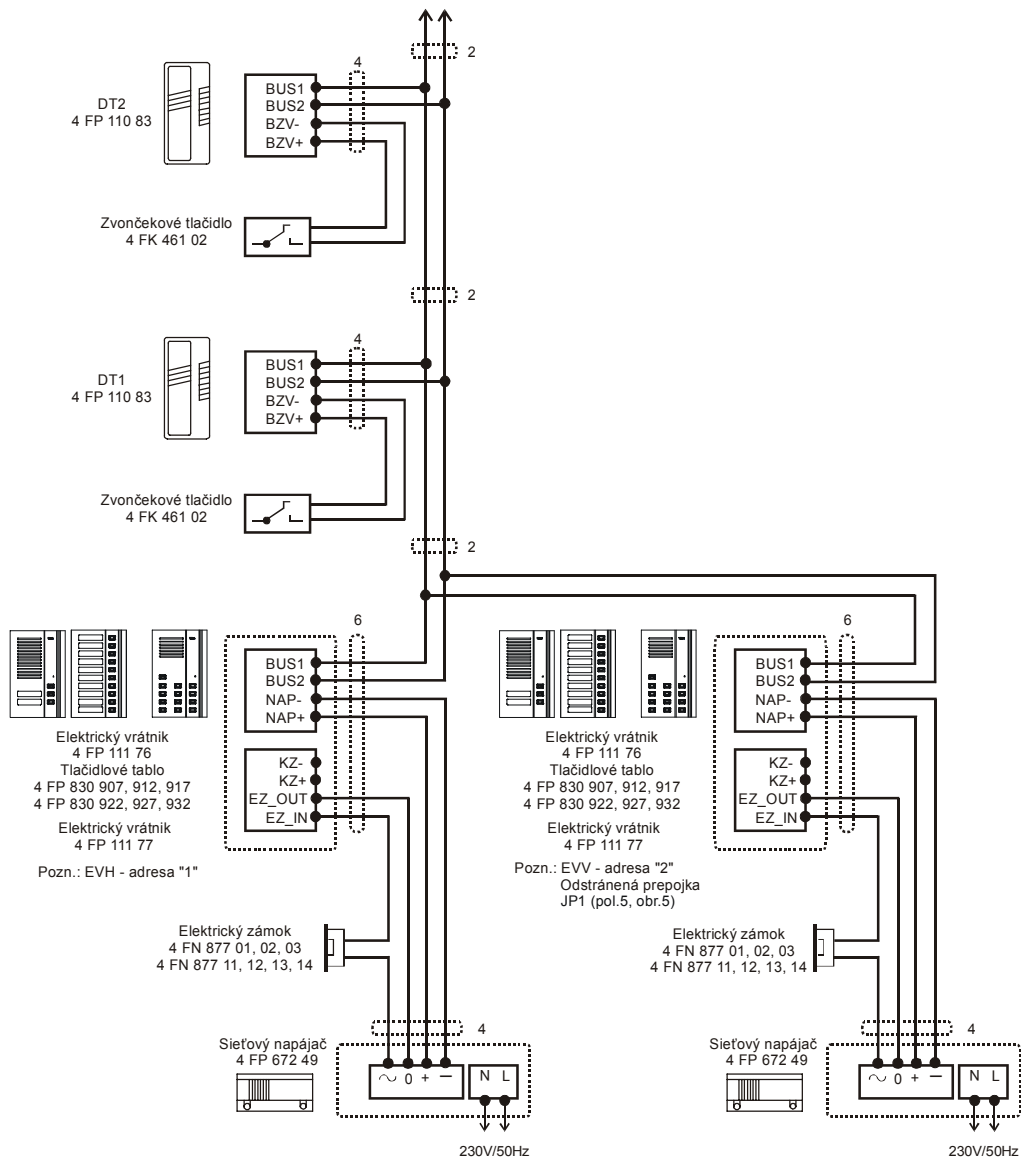 2
4
DT2
4 FP 110 83
BUS1
BUS2
BZV-
BZV+
Zvončekové tlačidlo
4 FK 461 02
2
4
DT1
4 FP 110 83
BUS1
BUS2
BZV-
BZV+
Zvončekové tlačidlo
4 FK 461 02
2
6
BUS1
BUS2
NAP-
NAP+
KZ-
KZ+
EZ_OUT
EZ_IN
Elektrický vrátnik
4 FP 111 76
Tlačidlové tablo
4 FP 830 907, 912, 917
4 FP 830 922, 927, 932
Elektrický vrátnik
4 FP 111 77
Pozn.: EVH - adresa "1"
Elektrický zámok
4 FN 877 01, 02, 03
4 FN 877 11, 12, 13, 14
4
Sieťový napájač
4 FP 672 49
~ 0 + –
N L
230V/50Hz
6
BUS1
BUS2
NAP-
NAP+
KZ-
KZ+
EZ_OUT
EZ_IN
Elektrický vrátnik
4 FP 111 76
Tlačidlové tablo
4 FP 830 907, 912, 917
4 FP 830 922, 927, 932
Elektrický vrátnik
4 FP 111 77
Pozn.: EVV - adresa "2"
Odstránená prepojka
JP1 (pol.5, obr.5)
Elektrický zámok
4 FN 877 01, 02, 03
4 FN 877 11, 12, 13, 14
4
Sieťový napájač
4 FP 672 49
~ 0 + –
N L
230V/50Hz